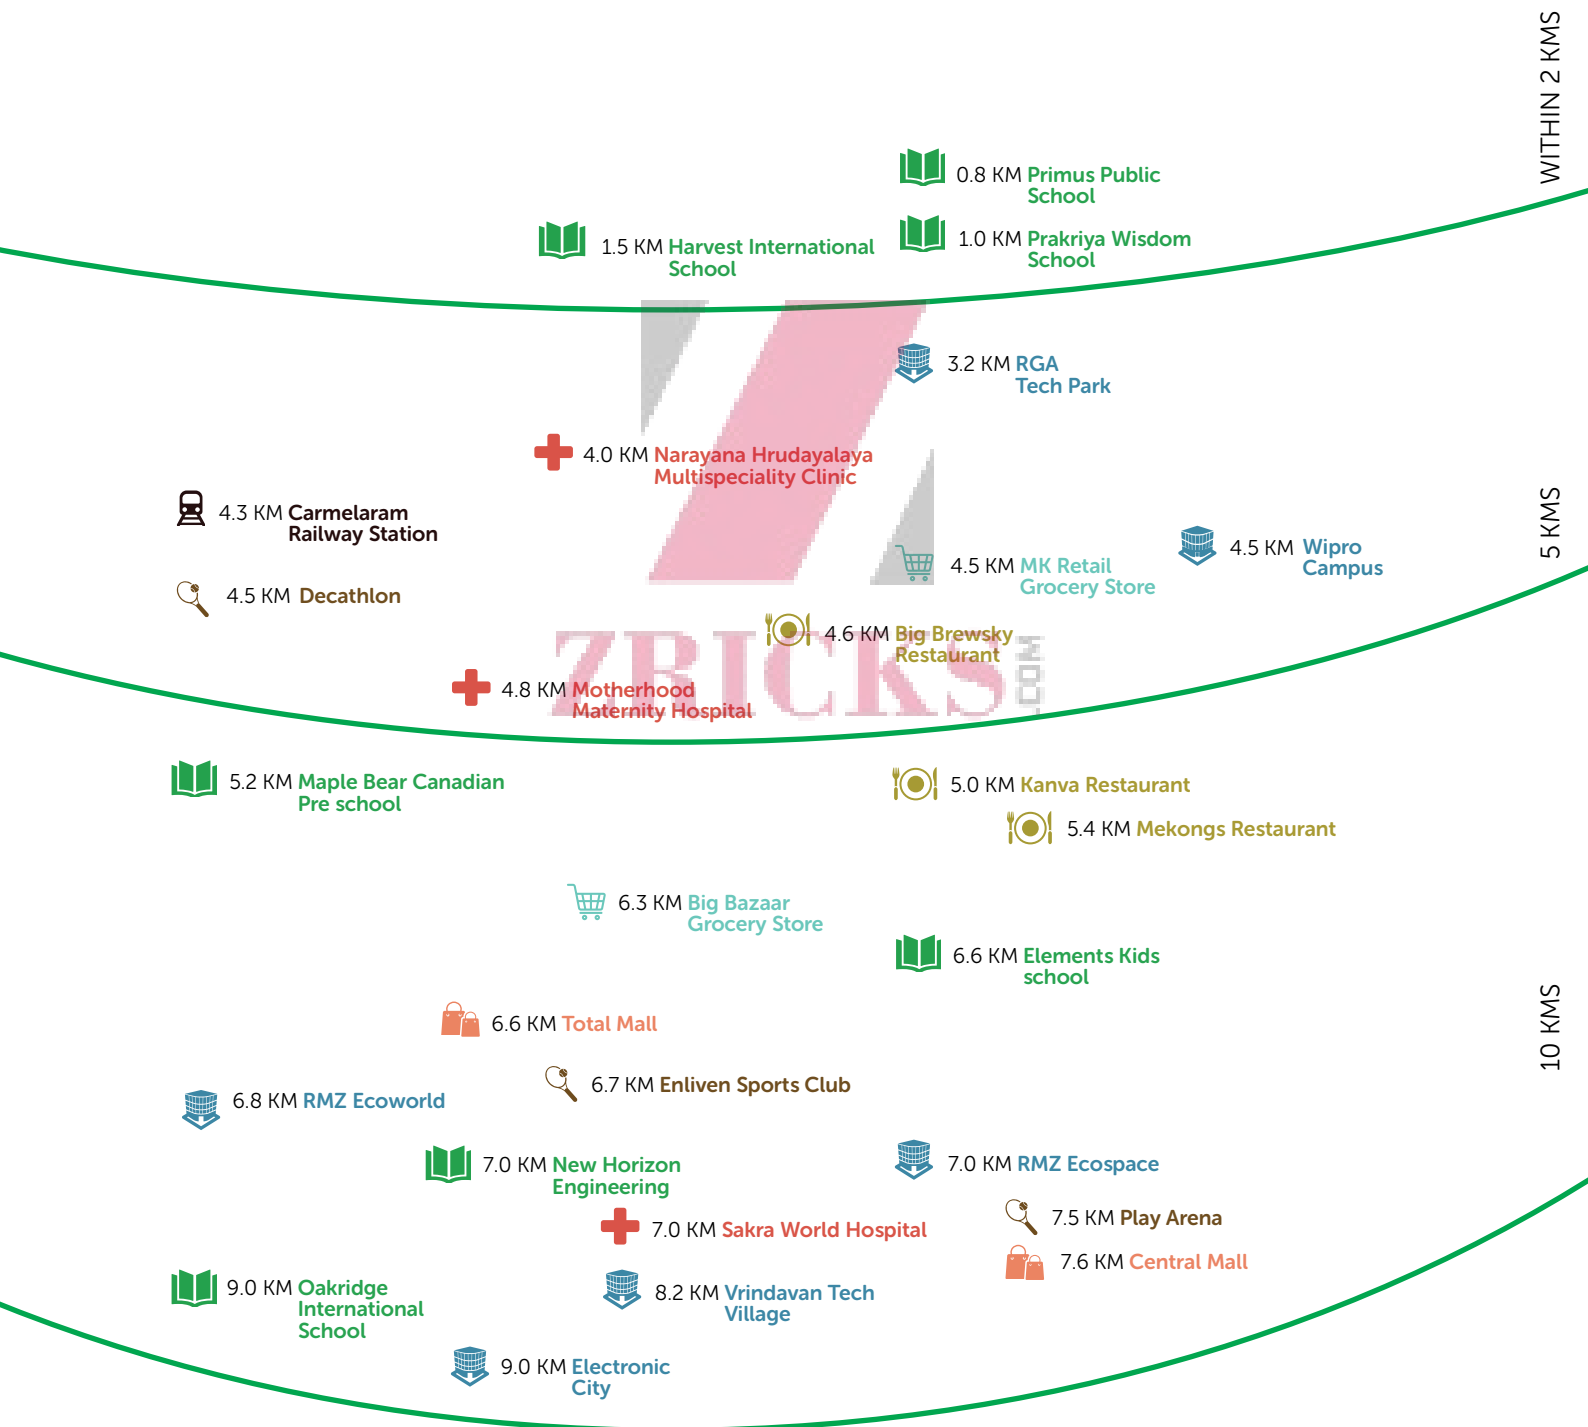 WITHIN 2 KMS
0.8 KM Primus Public
School
1.0 KM Prakriya Wisdom
School
1.5 KM Harvest International
School
3.2 KM RGA
Tech Park
4.0 KM Narayana Hrudayalaya
Multispeciality Clinic
4.3 KM Carmelaram
Railway Station
5 KMS
4.5 KM MK Retail
Grocery Store
4.5 KM Wipro
Campus
4.5 KM Decathlon
4.6 KM Big Brewsky
Restaurant
ZRICKS
.COM
4.8 KM Motherhood
Maternity Hospital
5.2 KM Maple Bear Canadian
Pre school
5.0 KM Kanva Restaurant
5.4 KM Mekongs Restaurant
6.3 KM Big Bazaar
Grocery Store
6.6 KM Elements Kids
school
10 KMS
6.6 KM Total Mall
6.7 KM Enliven Sports Club
6.8 KM RMZ Ecoworld
7.0 KM New Horizon
Engineering
7.0 KM RMZ Ecospace
7.0 KM Sakra World Hospital
7.5 KM Play Arena
7.6 KM Central Mall
9.0 KM Oakridge
International
School
8.2 KM Vrindavan Tech
Village
9.0 KM Electronic
City